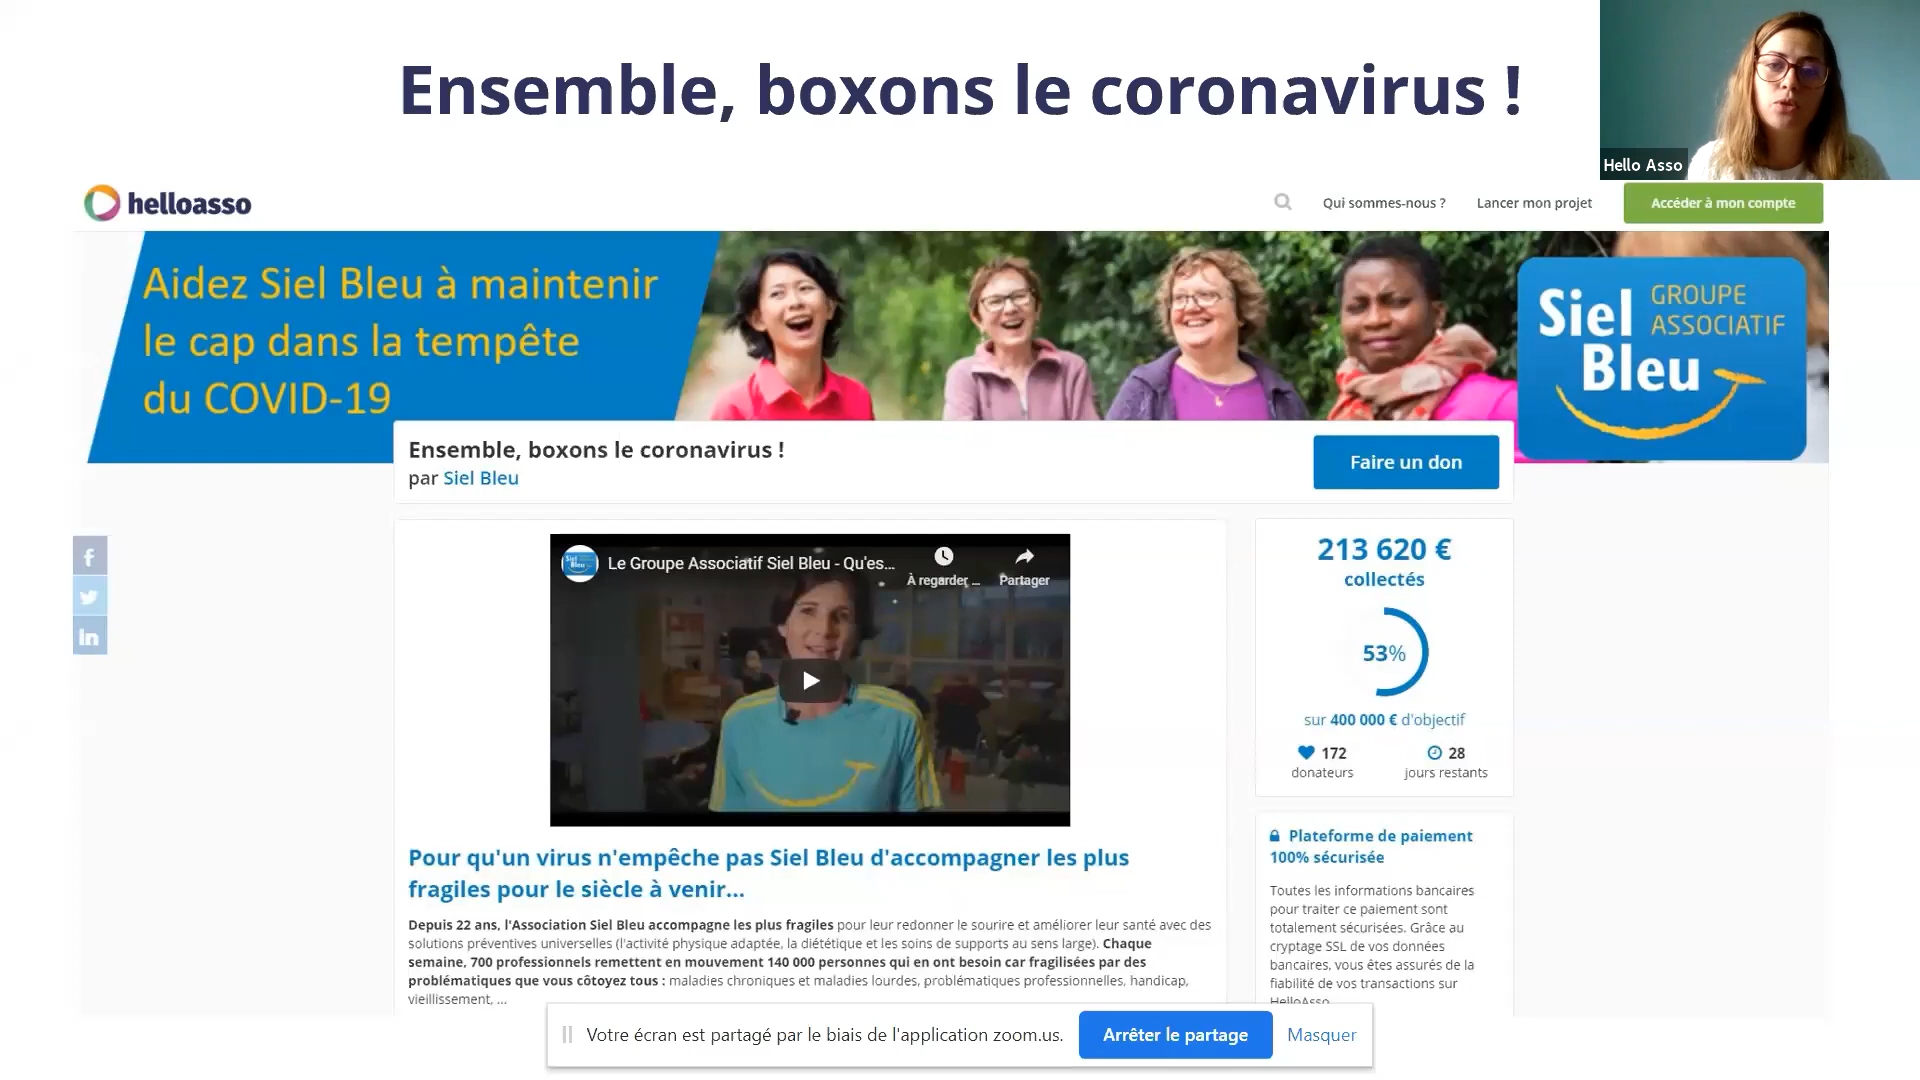 Ensemble, boxons le coronavirus !
Hello Asso
helloasso
Qui sommes-nous ?
Lancer mon projet
Accéder à mon compte
Aidez Siel Bleu à maintenir
le cap dans la tempête
du COVID-19
Siel Bleu
GROUPE
ASSOCIATIF
Ensemble, boxons le coronavirus !
par Siel Bleu
Faire un don
f
in
Le Groupe Associatif Siel Bleu - Qu'es...
À regarder ...
Partager
213 620 €
collectés
53%
sur 400 000 € d'objectif
172
donateurs
28
jours restants
Pour qu'un virus n'empêche pas Siel Bleu d'accompagner les plus
fragiles pour le siècle à venir...
Depuis 22 ans, l'Association Siel Bleu accompagne les plus fragiles pour leur redonner le sourire et améliorer leur santé avec des
solutions préventives universelles (l'activité physique adaptée, la diététique et les soins de supports au sens large). Chaque
semaine, 700 professionnels remettent en mouvement 140 000 personnes qui en ont besoin car fragilisées par des
problématiques que vous côtoyez tous : maladies chroniques et maladies lourdes, problématiques professionnelles, handicap,
vieillissement, ...
Plateforme de paiement
100% sécurisée
Toutes les informations bancaires
pour traiter ce paiement sont
totalement sécurisées. Grâce au
cryptage SSL de vos données
bancaires, vous êtes assurés de la
fiabilité de vos transactions sur
HelloAsso
Votre écran est partagé par le biais de l'application zoom.us.
Arrêter le partage
Masquer